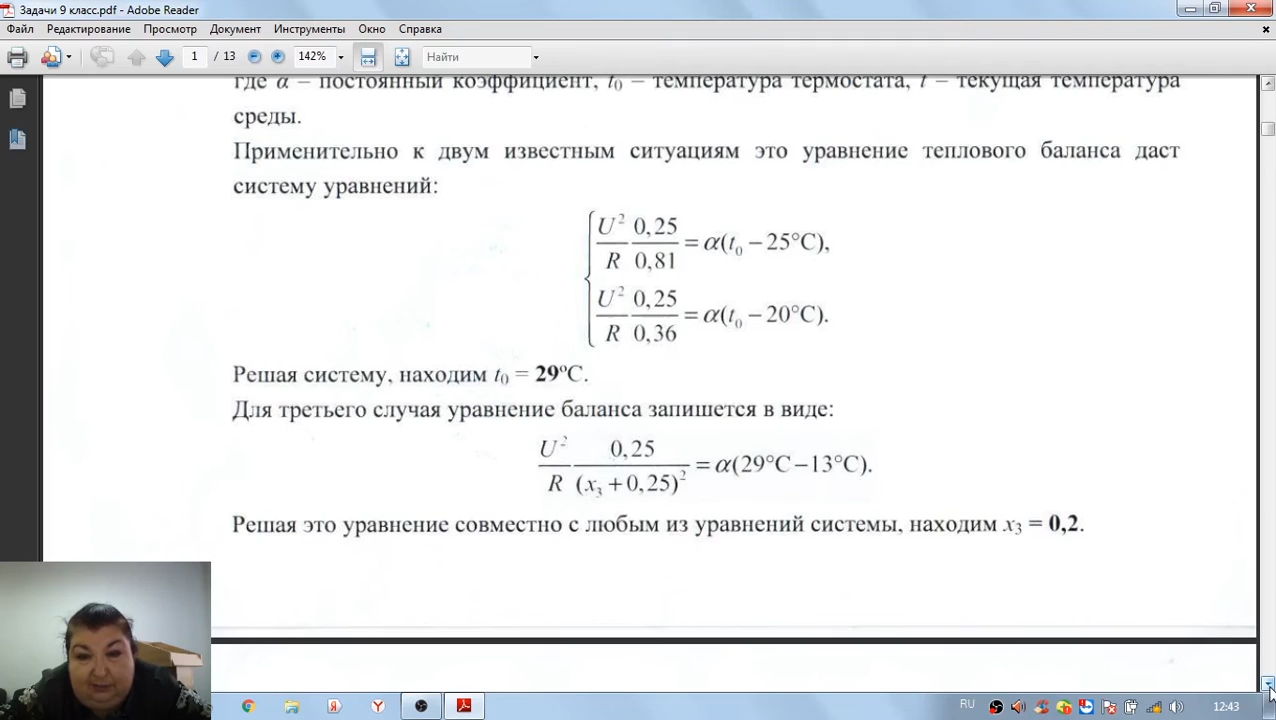 Задачи 9 класс.pdf - Adobe Reader
Файл Редактирование Просмотр Документ Инструменты Окно Справка
1 / 13 142% Найти
где α – постоянный коэффициент, t₀ – температура термостата, t – текущая температура
среды.
Применительно к двум известным ситуациям это уравнение теплового баланса даст
систему уравнений:
U²/R 0,25/0,81 = α(t₀ − 25°C),
U²/R 0,25/0,36 = α(t₀ − 20°C).
Решая систему, находим t₀ = 29°C.
Для третьего случая уравнение баланса запишется в виде:
U²/R 0,25/(x₃ + 0,25)² = α(29°C − 13°C).
Решая это уравнение совместно с любым из уравнений системы, находим x₃ = 0,2.
RU 12:43